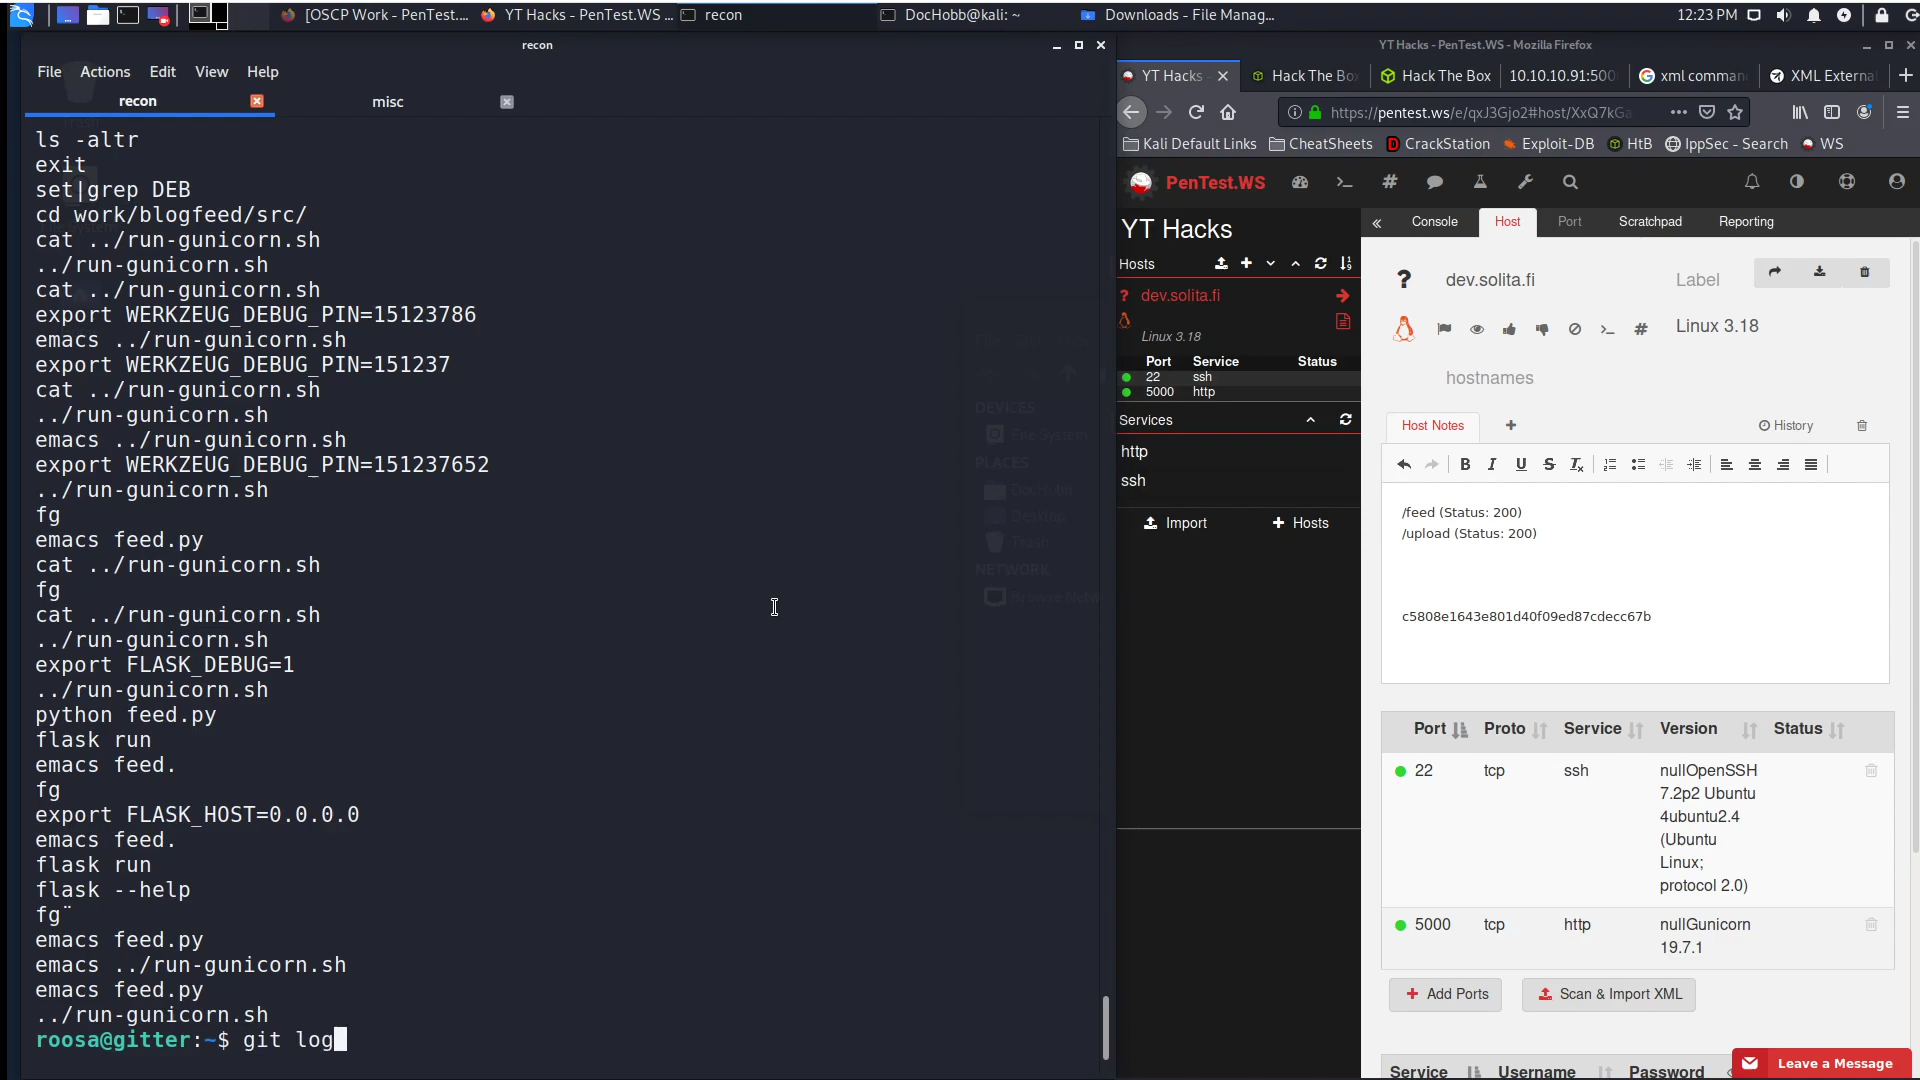 [OSCP Work - PenTest....
YT Hacks - PenTest.WS ...
recon
DocHobb@kali: ~
Downloads - File Manag...
12:23 PM
recon
File Actions Edit View Help
recon
misc
ls -altr
exit
set|grep DEB
cd work/blogfeed/src/
cat ../run-gunicorn.sh
../run-gunicorn.sh
cat ../run-gunicorn.sh
export WERKZEUG_DEBUG_PIN=15123786
emacs ../run-gunicorn.sh
export WERKZEUG_DEBUG_PIN=151237
cat ../run-gunicorn.sh
../run-gunicorn.sh
emacs ../run-gunicorn.sh
export WERKZEUG_DEBUG_PIN=151237652
../run-gunicorn.sh
fg
emacs feed.py
cat ../run-gunicorn.sh
fg
cat ../run-gunicorn.sh
../run-gunicorn.sh
export FLASK_DEBUG=1
../run-gunicorn.sh
python feed.py
flask run
emacs feed.
fg
export FLASK_HOST=0.0.0.0
emacs feed.
flask run
flask --help
fg¨
emacs feed.py
emacs ../run-gunicorn.sh
emacs feed.py
../run-gunicorn.sh
roosa@gitter:~$ git log
DEVICES
File System
PLACES
DocHobb
Desktop
Trash
NETWORK
YT Hacks - PenTest.WS - Mozilla Firefox
YT Hacks -
Hack The Bo
Hack The Box
10.10.10.91:500
xml comman
XML Externa
https://pentest.ws/e/qxJ3Gjo2#host/XxQ7kGa
Kali Default Links
CheatSheets
CrackStation
Exploit-DB
HtB
IppSec - Search
WS
PenTest.WS
YT Hacks
Hosts
dev.solita.fi
Linux 3.18
Port Service Status
22 ssh
5000 http
Services
http
ssh
Import
+ Hosts
«
Console
Host
Port
Scratchpad
Reporting
? dev.solita.fi
Label
Linux 3.18
hostnames
Host Notes
+
History
/feed (Status: 200)
/upload (Status: 200)
c5808e1643e801d40f09ed87cdecc67b
Port Proto Service Version Status
22 tcp ssh nullOpenSSH
7.2p2 Ubuntu
4ubuntu2.4
(Ubuntu
Linux;
protocol 2.0)
5000 tcp http nullGunicorn
19.7.1
+ Add Ports
Scan & Import XML
Service Username Password
Leave a Message